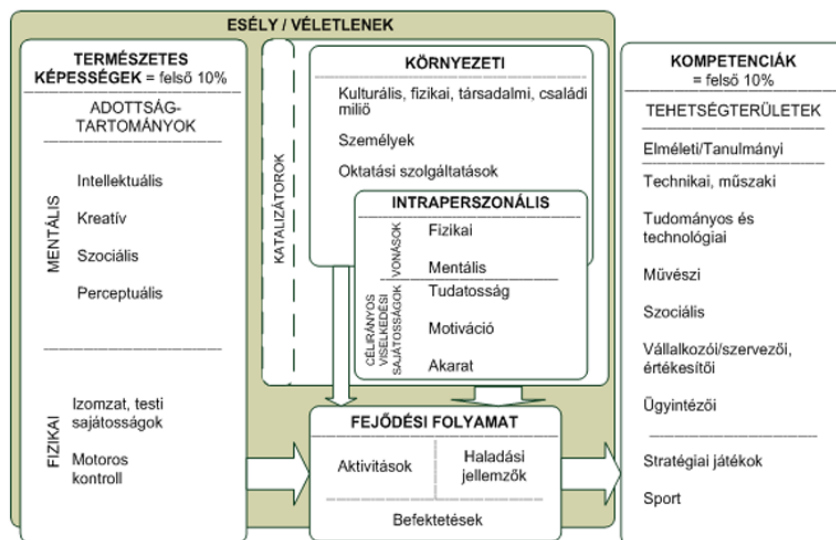 ESÉLY / VÉLETLENEK
TERMÉSZETES
KÉPESSÉGEK = felső 10%
ADOTTSÁG-
TARTOMÁNYOK
MENTÁLIS
Intellektuális
Kreatív
Szociális
Perceptuális
FIZIKAI
Izomzat, testi
sajátosságok
Motoros
kontroll
KATALIZÁTOROK
KÖRNYEZETI
Kulturális, fizikai, társadalmi, családi
miliő
Személyek
Oktatási szolgáltatások
INTRAPERSZONÁLIS
VONÁSOK
Fizikai
Mentális
CÉLIRÁNYOS
VISELKEDÉSI
SAJÁTOSSÁGOK
Tudatosság
Motiváció
Akarat
FEJŐDÉSI FOLYAMAT
Aktivitások
Haladási
jellemzők
Befektetések
KOMPETENCIÁK
= felső 10%
TEHETSÉGTERÜLETEK
Elméleti/Tanulmányi
Technikai, műszaki
Tudományos és
technológiai
Művészi
Szociális
Vállalkozói/szervezői,
értékesítői
Ügyintézői
Stratégiai játékok
Sport